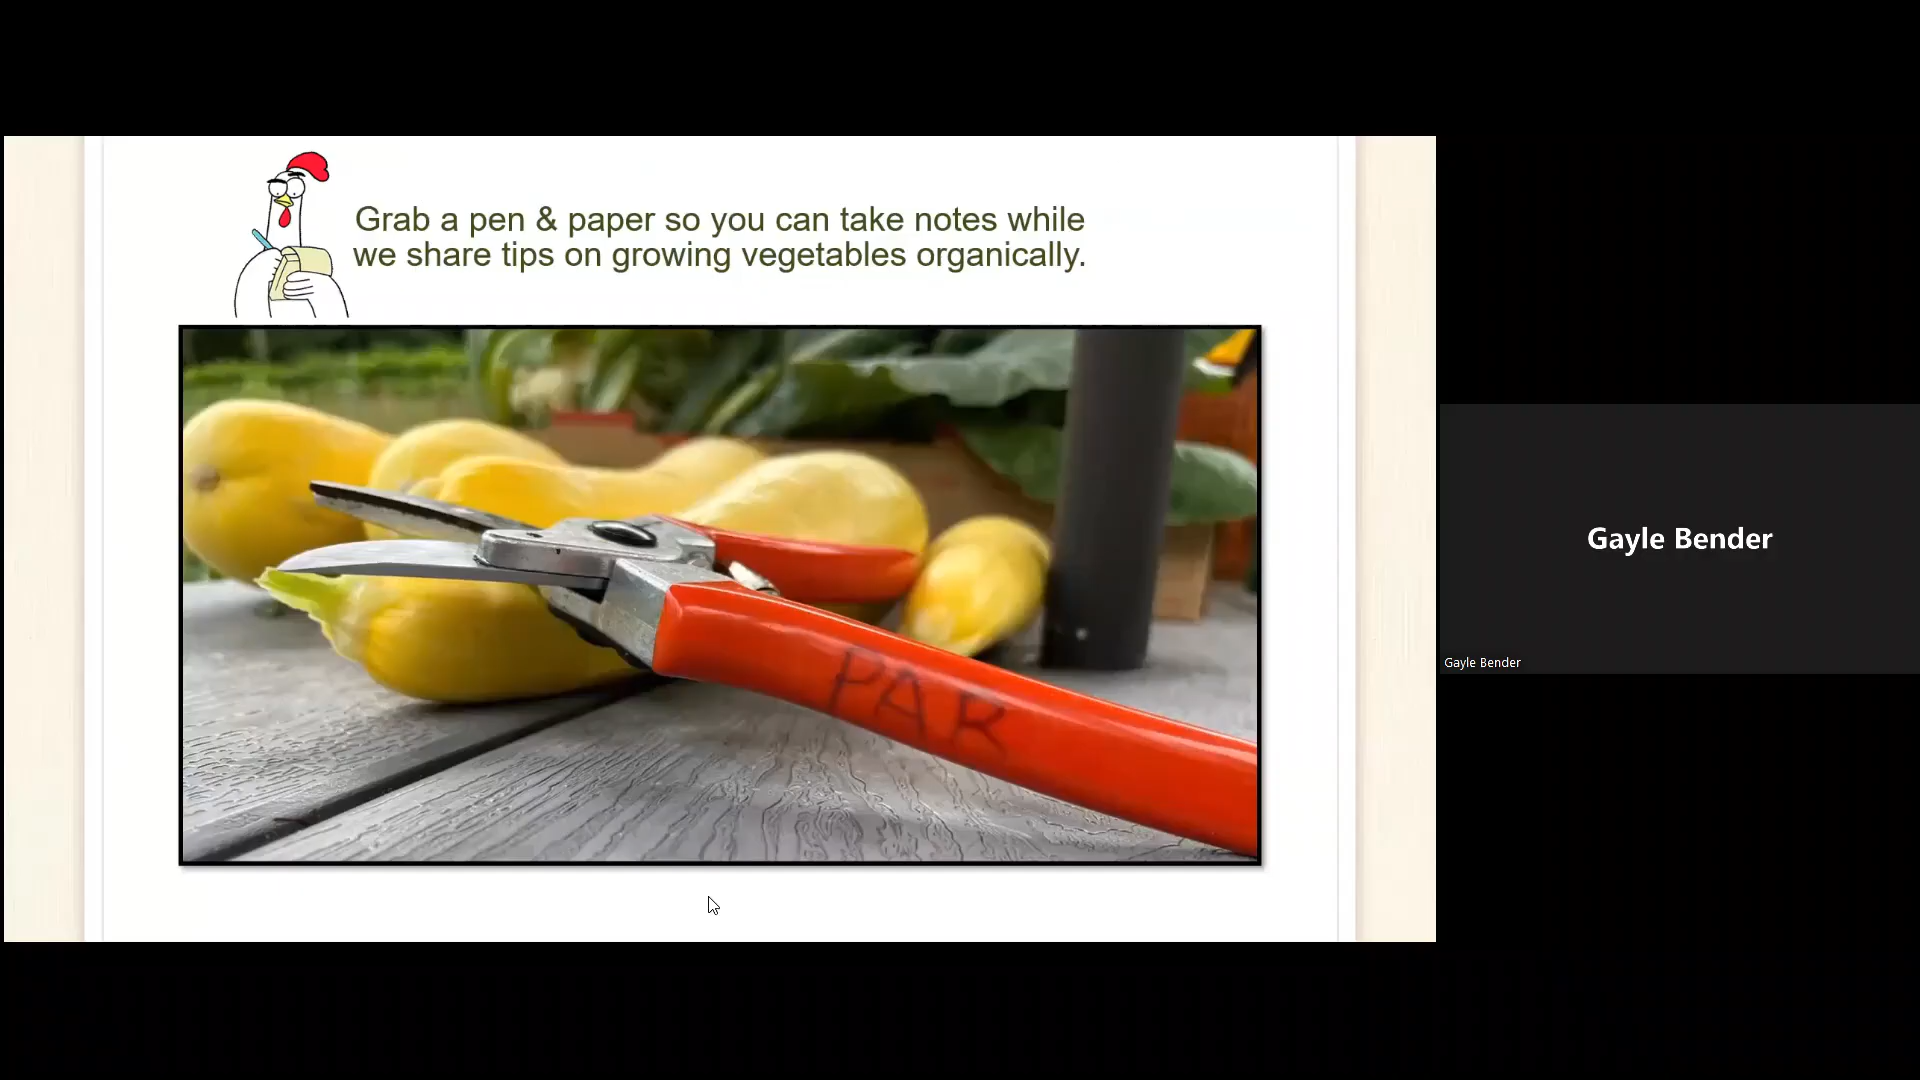 Grab a pen & paper so you can take notes while
we share tips on growing vegetables organically.
PAR
Gayle Bender
Gayle Bender